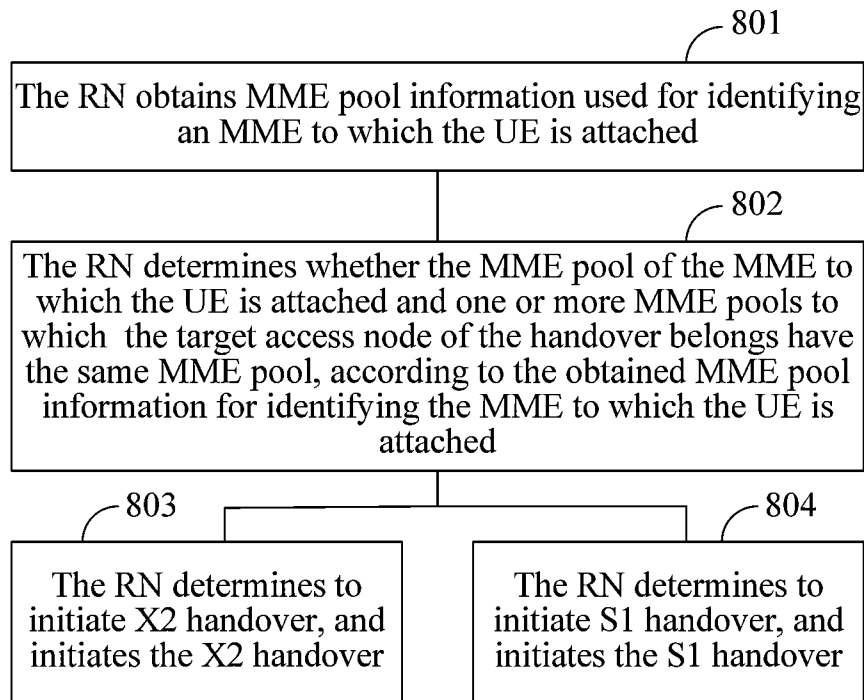 801
The RN obtains MME pool information used for identifying
an MME to which the UE is attached
802
The RN determines whether the MME pool of the MME to
which the UE is attached and one or more MME pools to
which the target access node of the handover belongs have
the same MME pool, according to the obtained MME pool
information for identifying the MME to which the UE is
attached
803
The RN determines to
initiate X2 handover, and
initiates the X2 handover
804
The RN determines to
initiate S1 handover, and
initiates the S1 handover